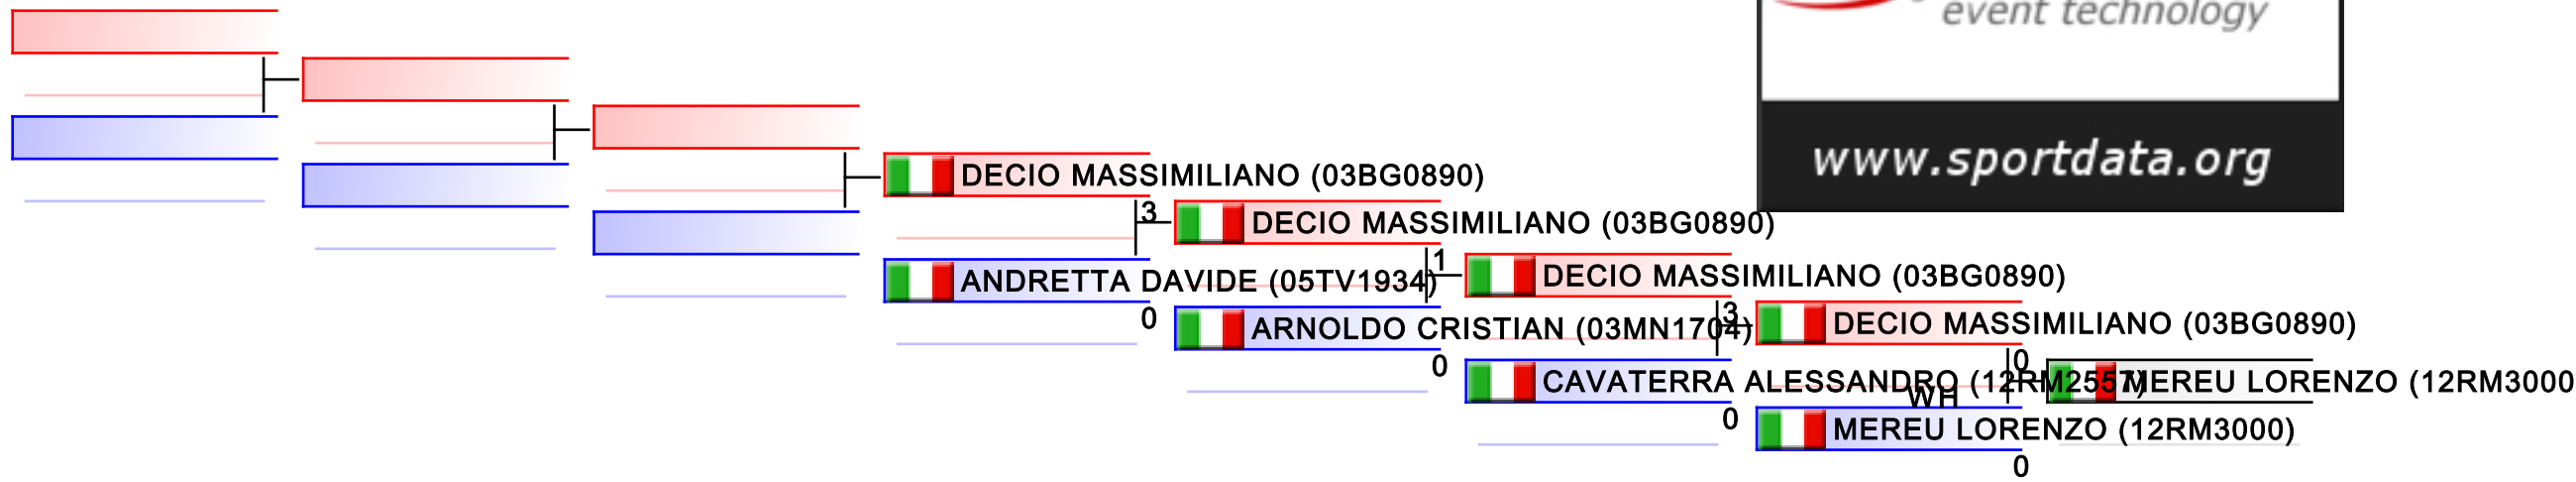 event technology
www.sportdata.org
DECIO MASSIMILIANO (03BG0890)
3
DECIO MASSIMILIANO (03BG0890)
ANDRETTA DAVIDE (05TV1934)
0
1
DECIO MASSIMILIANO (03BG0890)
ARNOLDO CRISTIAN (03MN1704)
0
3
DECIO MASSIMILIANO (03BG0890)
CAVATERRA ALESSANDRO (12RM2557)
0
0
WH
MEREU LORENZO (12RM3000
MEREU LORENZO (12RM3000)
0